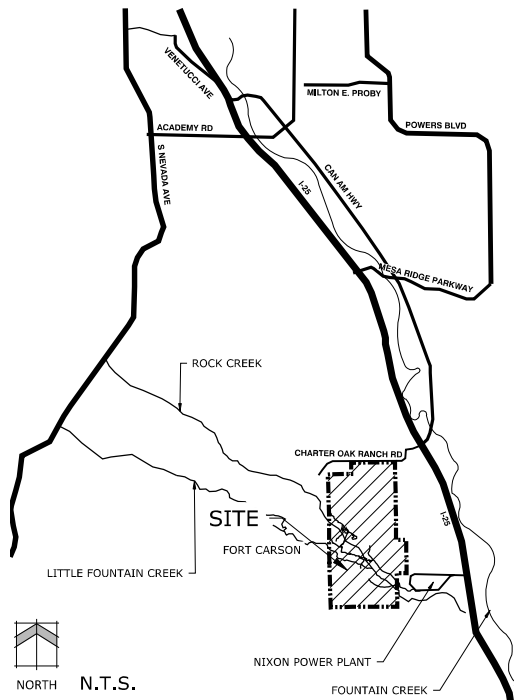 VENETUCCI AVE
MILTON E. PROBY
ACADEMY RD
POWERS BLVD
S NEVADA AVE
I-25
CAN AM HWY
MESA RIDGE PARKWAY
ROCK CREEK
CHARTER OAK RANCH RD
SITE
I-25
FORT CARSON
LITTLE FOUNTAIN CREEK
NIXON POWER PLANT
NORTH
N.T.S.
FOUNTAIN CREEK